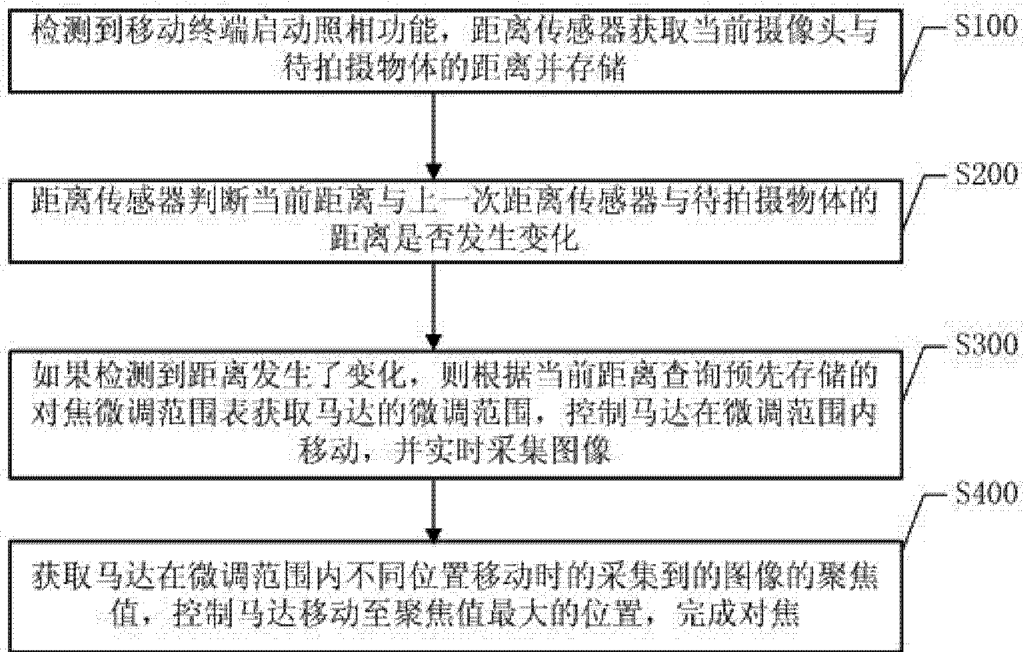 检测到移动终端启动照相功能，距离传感器获取当前摄像头与
待拍摄物体的距离并存储
S100
距离传感器判断当前距离与上一次距离传感器与待拍摄物体的
距离是否发生变化
S200
如果检测到距离发生了变化，则根据当前距离查询预先存储的
对焦微调范围表获取马达的微调范围，控制马达在微调范围内
移动，并实时采集图像
S300
获取马达在微调范围内不同位置移动时的采集到的图像的聚焦
值，控制马达移动至聚焦值最大的位置，完成对焦
S400